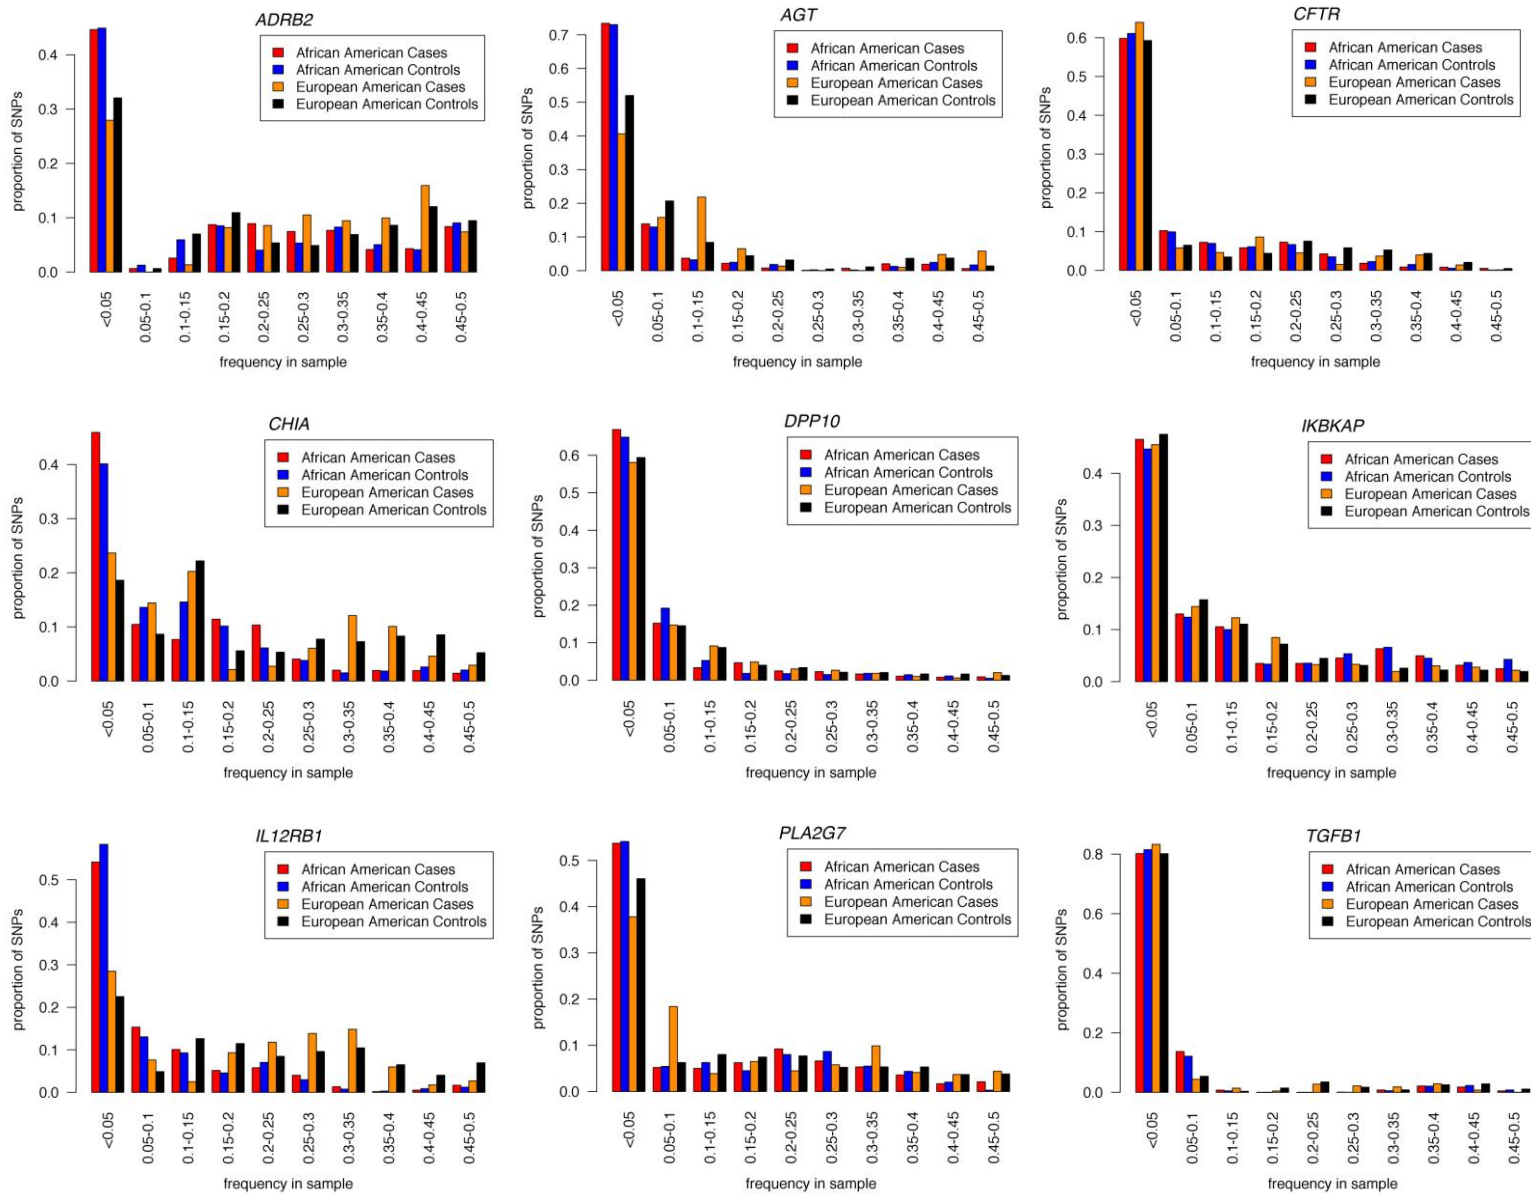 ADRB2
African American Cases
African American Controls
European American Cases
European American Controls
proportion of SNPs
0.4
0.3
0.2
0.1
0.0
<0.05
0.05-0.1
0.1-0.15
0.15-0.2
0.2-0.25
0.25-0.3
0.3-0.35
0.35-0.4
0.4-0.45
0.45-0.5
frequency in sample
AGT
African American Cases
African American Controls
European American Cases
European American Controls
proportion of SNPs
0.7
0.6
0.5
0.4
0.3
0.2
0.1
0.0
<0.05
0.05-0.1
0.1-0.15
0.15-0.2
0.2-0.25
0.25-0.3
0.3-0.35
0.35-0.4
0.4-0.45
0.45-0.5
frequency in sample
CFTR
African American Cases
African American Controls
European American Cases
European American Controls
proportion of SNPs
0.6
0.5
0.4
0.3
0.2
0.1
0.0
<0.05
0.05-0.1
0.1-0.15
0.15-0.2
0.2-0.25
0.25-0.3
0.3-0.35
0.35-0.4
0.4-0.45
0.45-0.5
frequency in sample
CHIA
African American Cases
African American Controls
European American Cases
European American Controls
proportion of SNPs
0.4
0.3
0.2
0.1
0.0
<0.05
0.05-0.1
0.1-0.15
0.15-0.2
0.2-0.25
0.25-0.3
0.3-0.35
0.35-0.4
0.4-0.45
0.45-0.5
frequency in sample
DPP10
African American Cases
African American Controls
European American Cases
European American Controls
proportion of SNPs
0.6
0.5
0.4
0.3
0.2
0.1
0.0
<0.05
0.05-0.1
0.1-0.15
0.15-0.2
0.2-0.25
0.25-0.3
0.3-0.35
0.35-0.4
0.4-0.45
0.45-0.5
frequency in sample
IKBKAP
African American Cases
African American Controls
European American Cases
European American Controls
proportion of SNPs
0.4
0.3
0.2
0.1
0.0
<0.05
0.05-0.1
0.1-0.15
0.15-0.2
0.2-0.25
0.25-0.3
0.3-0.35
0.35-0.4
0.4-0.45
0.45-0.5
frequency in sample
IL12RB1
African American Cases
African American Controls
European American Cases
European American Controls
proportion of SNPs
0.5
0.4
0.3
0.2
0.1
0.0
<0.05
0.05-0.1
0.1-0.15
0.15-0.2
0.2-0.25
0.25-0.3
0.3-0.35
0.35-0.4
0.4-0.45
0.45-0.5
frequency in sample
PLA2G7
African American Cases
African American Controls
European American Cases
European American Controls
proportion of SNPs
0.5
0.4
0.3
0.2
0.1
0.0
<0.05
0.05-0.1
0.1-0.15
0.15-0.2
0.2-0.25
0.25-0.3
0.3-0.35
0.35-0.4
0.4-0.45
0.45-0.5
frequency in sample
TGFB1
African American Cases
African American Controls
European American Cases
European American Controls
proportion of SNPs
0.8
0.6
0.4
0.2
0.0
<0.05
0.05-0.1
0.1-0.15
0.15-0.2
0.2-0.25
0.25-0.3
0.3-0.35
0.35-0.4
0.4-0.45
0.45-0.5
frequency in sample